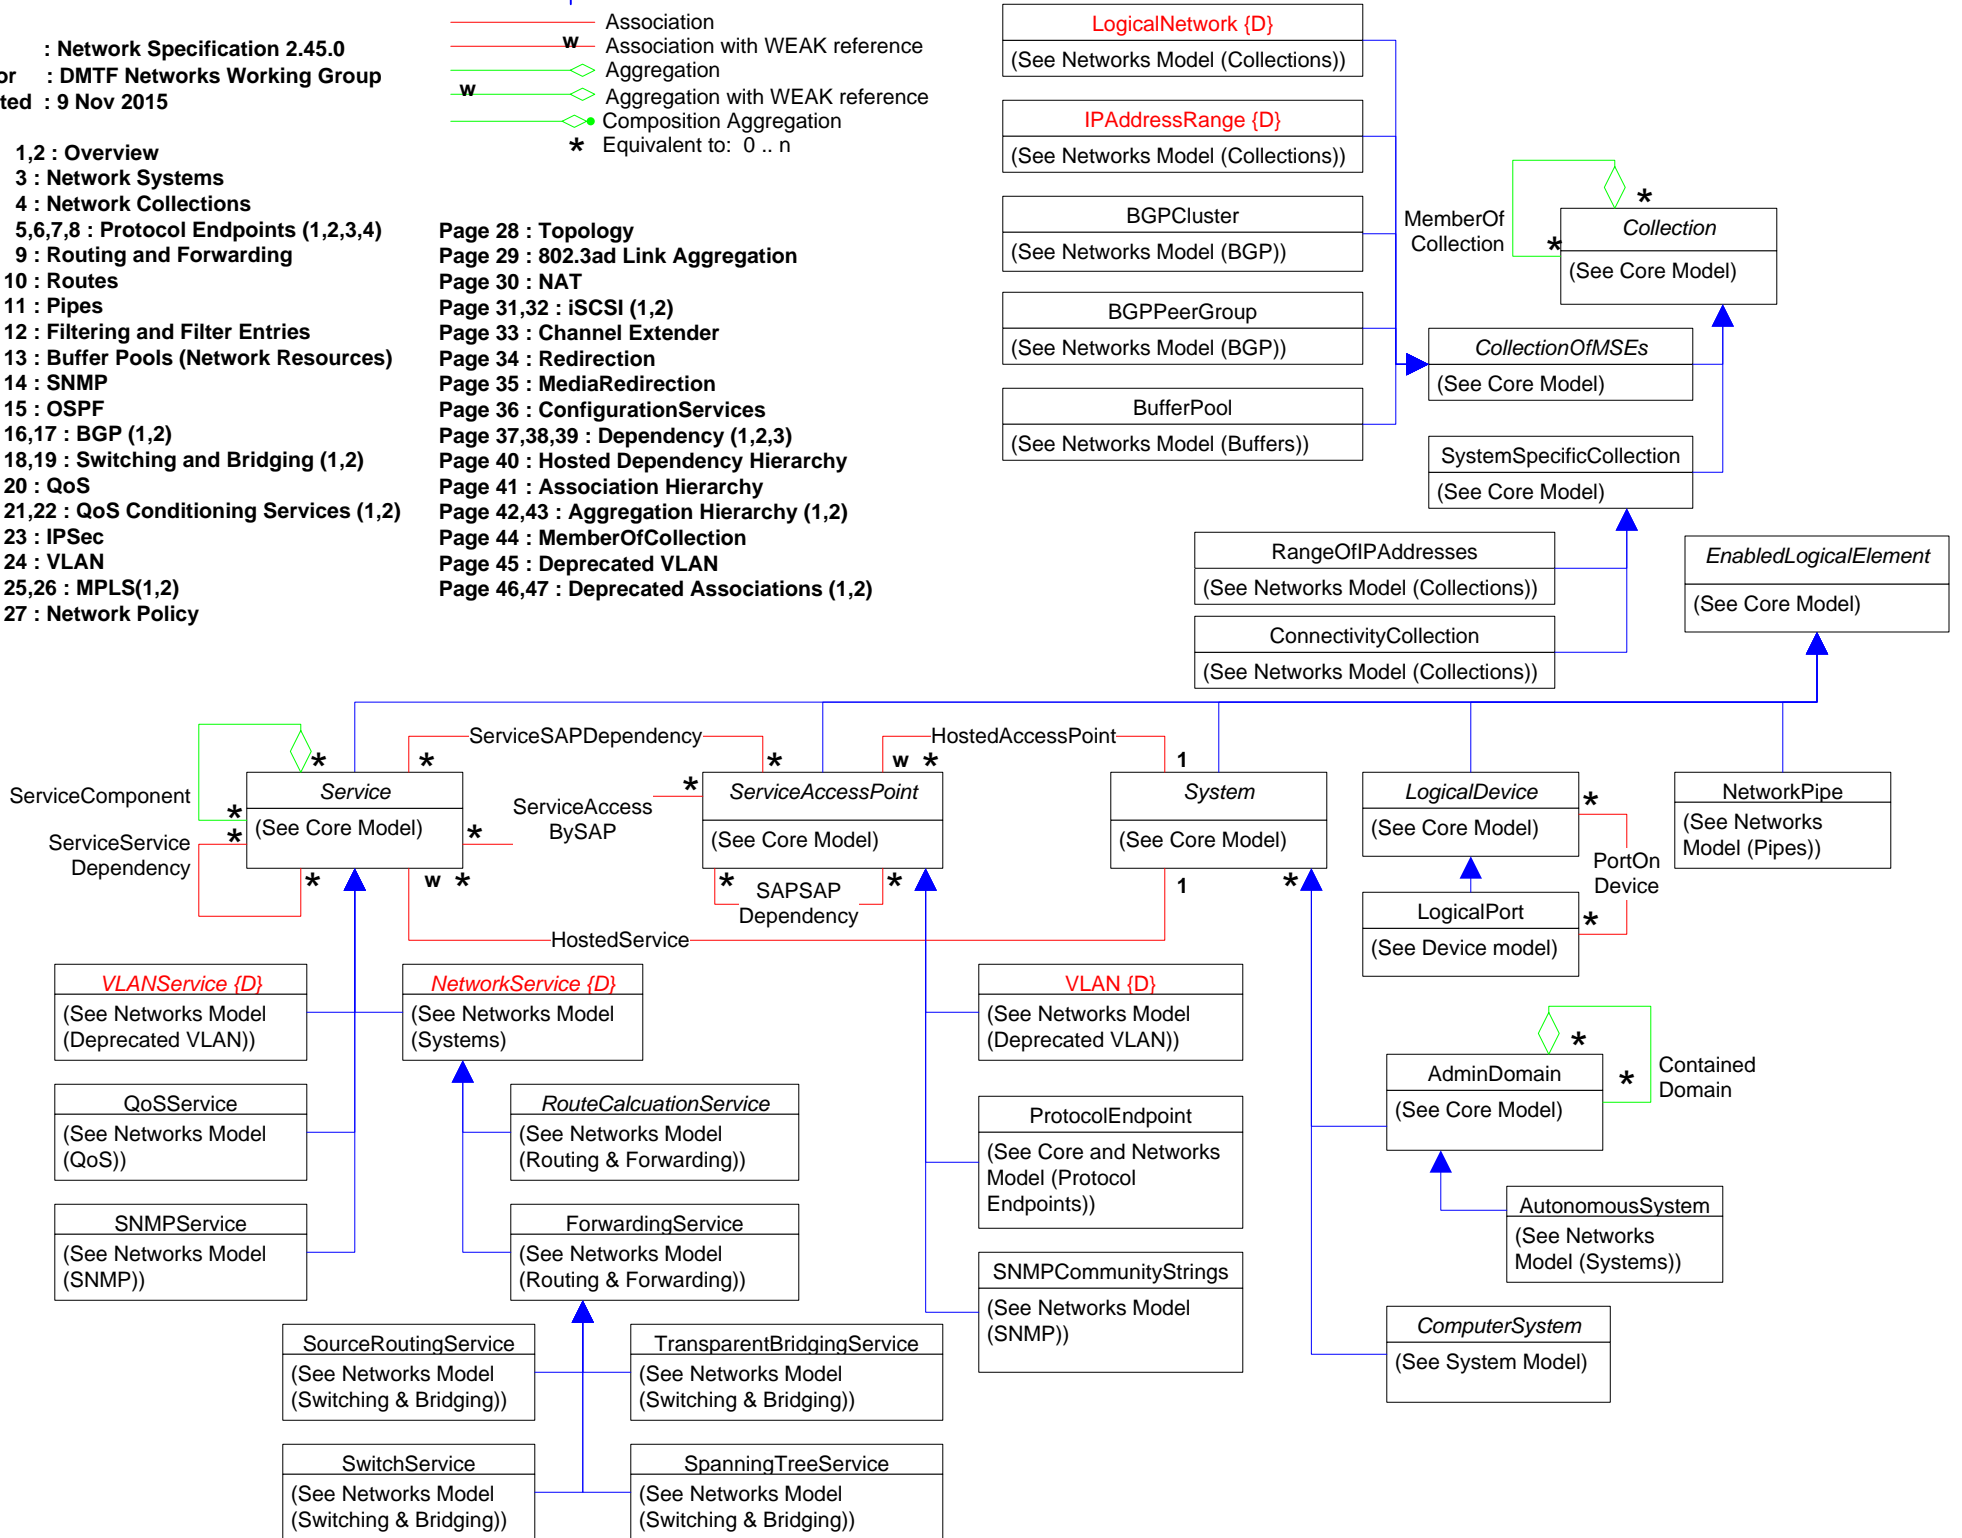 : Network Specification 2.45.0
or : DMTF Networks Working Group
ted : 9 Nov 2015
Association
w Association with WEAK reference
Aggregation
w Aggregation with WEAK reference
Composition Aggregation
* Equivalent to: 0 .. n
1,2 : Overview
3 : Network Systems
4 : Network Collections
5,6,7,8 : Protocol Endpoints (1,2,3,4)
9 : Routing and Forwarding
10 : Routes
11 : Pipes
12 : Filtering and Filter Entries
13 : Buffer Pools (Network Resources)
14 : SNMP
15 : OSPF
16,17 : BGP (1,2)
18,19 : Switching and Bridging (1,2)
20 : QoS
21,22 : QoS Conditioning Services (1,2)
23 : IPSec
24 : VLAN
25,26 : MPLS(1,2)
27 : Network Policy
Page 28 : Topology
Page 29 : 802.3ad Link Aggregation
Page 30 : NAT
Page 31,32 : iSCSI (1,2)
Page 33 : Channel Extender
Page 34 : Redirection
Page 35 : MediaRedirection
Page 36 : ConfigurationServices
Page 37,38,39 : Dependency (1,2,3)
Page 40 : Hosted Dependency Hierarchy
Page 41 : Association Hierarchy
Page 42,43 : Aggregation Hierarchy (1,2)
Page 44 : MemberOfCollection
Page 45 : Deprecated VLAN
Page 46,47 : Deprecated Associations (1,2)
LogicalNetwork {D}
(See Networks Model (Collections))
IPAddressRange {D}
(See Networks Model (Collections))
BGPCluster
(See Networks Model (BGP))
BGPPeerGroup
(See Networks Model (BGP))
BufferPool
(See Networks Model (Buffers))
MemberOf
Collection
*
*
Collection
(See Core Model)
CollectionOfMSEs
(See Core Model)
SystemSpecificCollection
(See Core Model)
RangeOfIPAddresses
(See Networks Model (Collections))
ConnectivityCollection
(See Networks Model (Collections))
EnabledLogicalElement
(See Core Model)
ServiceComponent
*
*
ServiceService
Dependency
*
*
Service
(See Core Model)
*
ServiceSAPDependency
*
*
ServiceAccess
BySAP
*
w *
HostedService
1
ServiceAccessPoint
(See Core Model)
*
SAPSAP
Dependency
*
w *
HostedAccessPoint
1
System
(See Core Model)
*
LogicalDevice
(See Core Model)
*
PortOn
Device
*
LogicalPort
(See Device model)
NetworkPipe
(See Networks
Model (Pipes))
VLANService {D}
(See Networks Model
(Deprecated VLAN))
NetworkService {D}
(See Networks Model
(Systems)
QoSService
(See Networks Model
(QoS))
RouteCalcuationService
(See Networks Model
(Routing & Forwarding))
SNMPService
(See Networks Model
(SNMP))
ForwardingService
(See Networks Model
(Routing & Forwarding))
SourceRoutingService
(See Networks Model
(Switching & Bridging))
TransparentBridgingService
(See Networks Model
(Switching & Bridging))
SwitchService
(See Networks Model
(Switching & Bridging))
SpanningTreeService
(See Networks Model
(Switching & Bridging))
VLAN {D}
(See Networks Model
(Deprecated VLAN))
ProtocolEndpoint
(See Core and Networks
Model (Protocol
Endpoints))
SNMPCommunityStrings
(See Networks Model
(SNMP))
*
*
Contained
Domain
AdminDomain
(See Core Model)
AutonomousSystem
(See Networks
Model (Systems))
ComputerSystem
(See System Model)